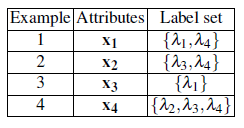 Example Attributes Label set
1 x₁ {λ₁,λ₄}
2 x₂ {λ₃,λ₄}
3 x₃ {λ₁}
4 x₄ {λ₂,λ₃,λ₄}